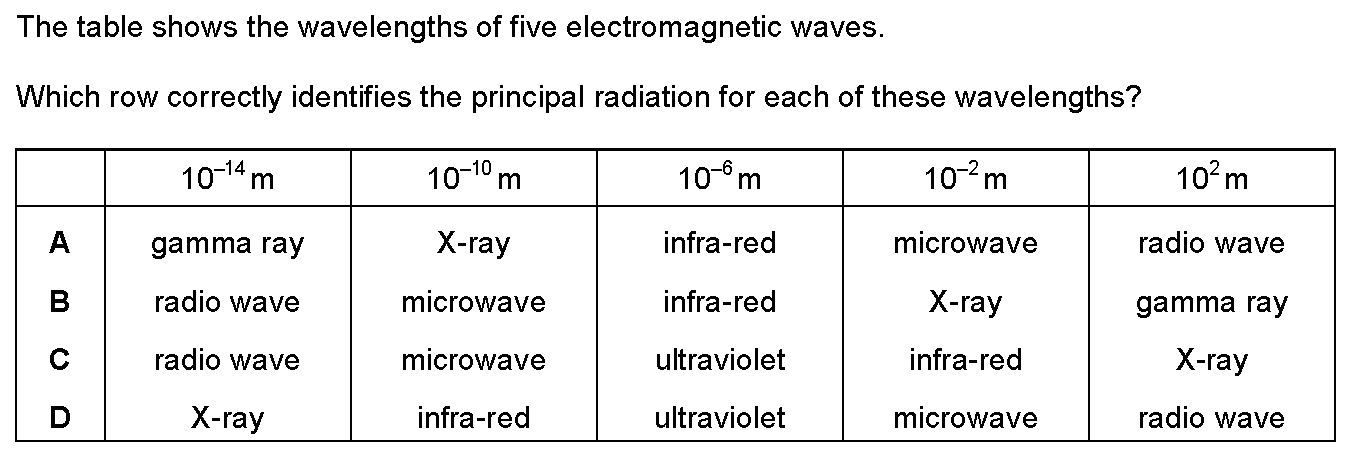 The table shows the wavelengths of five electromagnetic waves.
Which row correctly identifies the principal radiation for each of these wavelengths?
10⁻¹⁴ m 10⁻¹⁰ m 10⁻⁶ m 10⁻² m 10² m
A gamma ray X-ray infra-red microwave radio wave
B radio wave microwave infra-red X-ray gamma ray
C radio wave microwave ultraviolet infra-red X-ray
D X-ray infra-red ultraviolet microwave radio wave